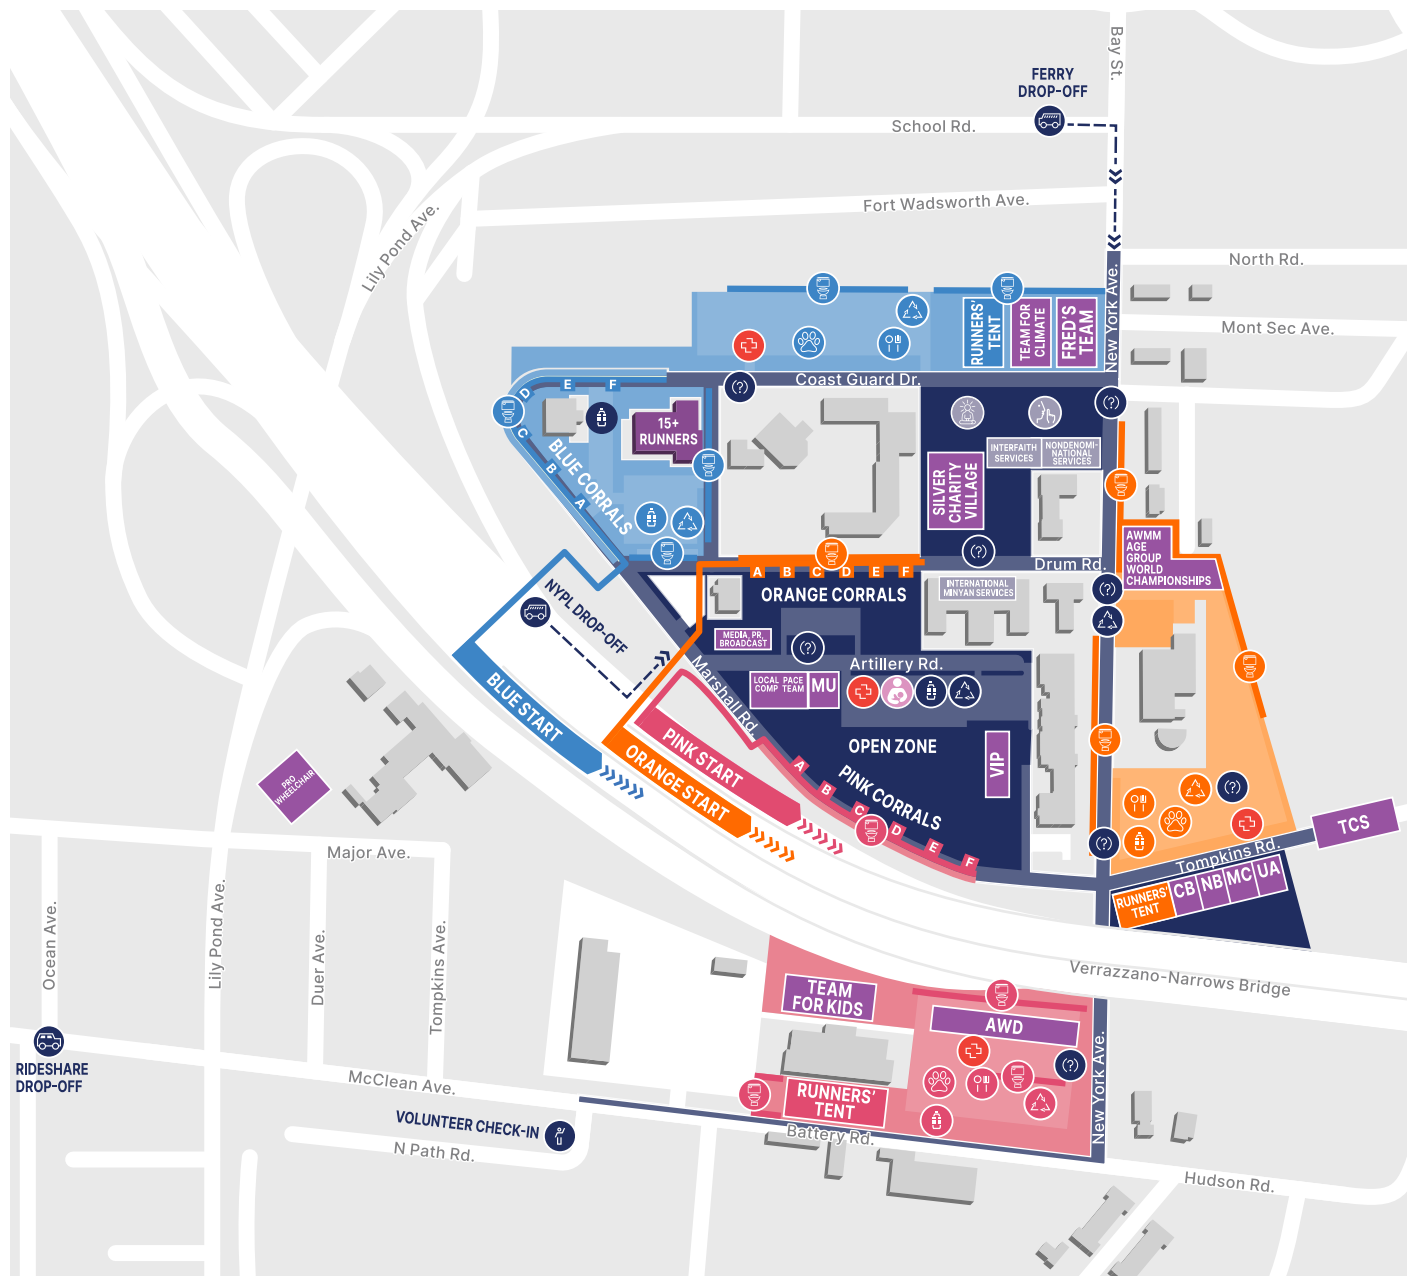 Bay St.
FERRY
DROP-OFF
School Rd.
Fort Wadsworth Ave.
Lily Pond Ave.
North Rd.
New York Ave.
Mont Sec Ave.
RUNNERS'
TENT
TEAM FOR
CLIMATE
FRED'S
TEAM
Coast Guard Dr.
(?)
(?)
A
B
C
D
E
F
15+
RUNNERS
BLUE CORRALS
INTERFAITH
SERVICES
NONDENOMI-
NATIONAL
SERVICES
SILVER
CHARITY
VILLAGE
(?)
AWMM
AGE
GROUP
WORLD
CHAMPIONSHIPS
Drum Rd.
A
B
C
D
E
F
ORANGE CORRALS
INTERNATIONAL
MINYAN SERVICES
(?)
NYPL DROP-OFF
MEDIA, PR,
BROADCAST
(?)
Artillery Rd.
Marshall Rd.
LOCAL
COMP
PACE
TEAM
MU
BLUE START
ORANGE START
PINK START
OPEN ZONE
VIP
PINK CORRALS
A
B
C
D
E
F
PRO
WHEELCHAIR
(?)
(?)
TCS
Tompkins Rd.
RUNNERS'
TENT
CB
NB
MC
UA
Major Ave.
Ocean Ave.
Lily Pond Ave.
Duer Ave.
Tompkins Ave.
Verrazzano-Narrows Bridge
TEAM
FOR KIDS
AWD
(?)
New York Ave.
RUNNERS'
TENT
RIDESHARE
DROP-OFF
McClean Ave.
VOLUNTEER CHECK-IN
N Path Rd.
Battery Rd.
Hudson Rd.